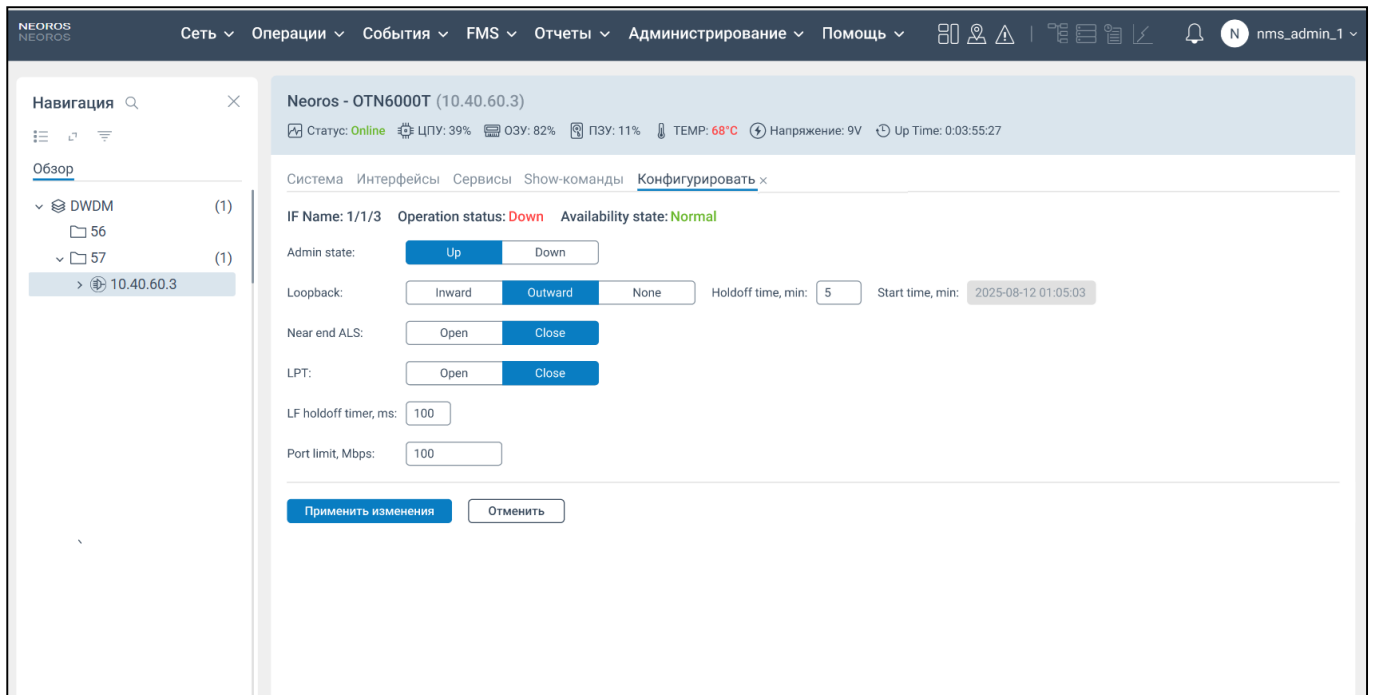 NEOROS
NEOROS
Сеть Операции События FMS Отчеты Администрирование Помощь N nms_admin_1
Навигация
Обзор
DWDM (1)
56
57 (1)
10.40.60.3
Neoros - OTN6000T (10.40.60.3)
Статус: Online ЦПУ: 39% ОЗУ: 82% ПЗУ: 11% TEMP: 68°C Напряжение: 9V Up Time: 0:03:55:27
Система Интерфейсы Сервисы Show-команды Конфигурировать ×
IF Name: 1/1/3 Operation status: Down Availability state: Normal
Admin state: Up Down
Loopback: Inward Outward None Holdoff time, min: 5 Start time, min: 2025-08-12 01:05:03
Near end ALS: Open Close
LPT: Open Close
LF holdoff timer, ms: 100
Port limit, Mbps: 100
Применить изменения Отменить